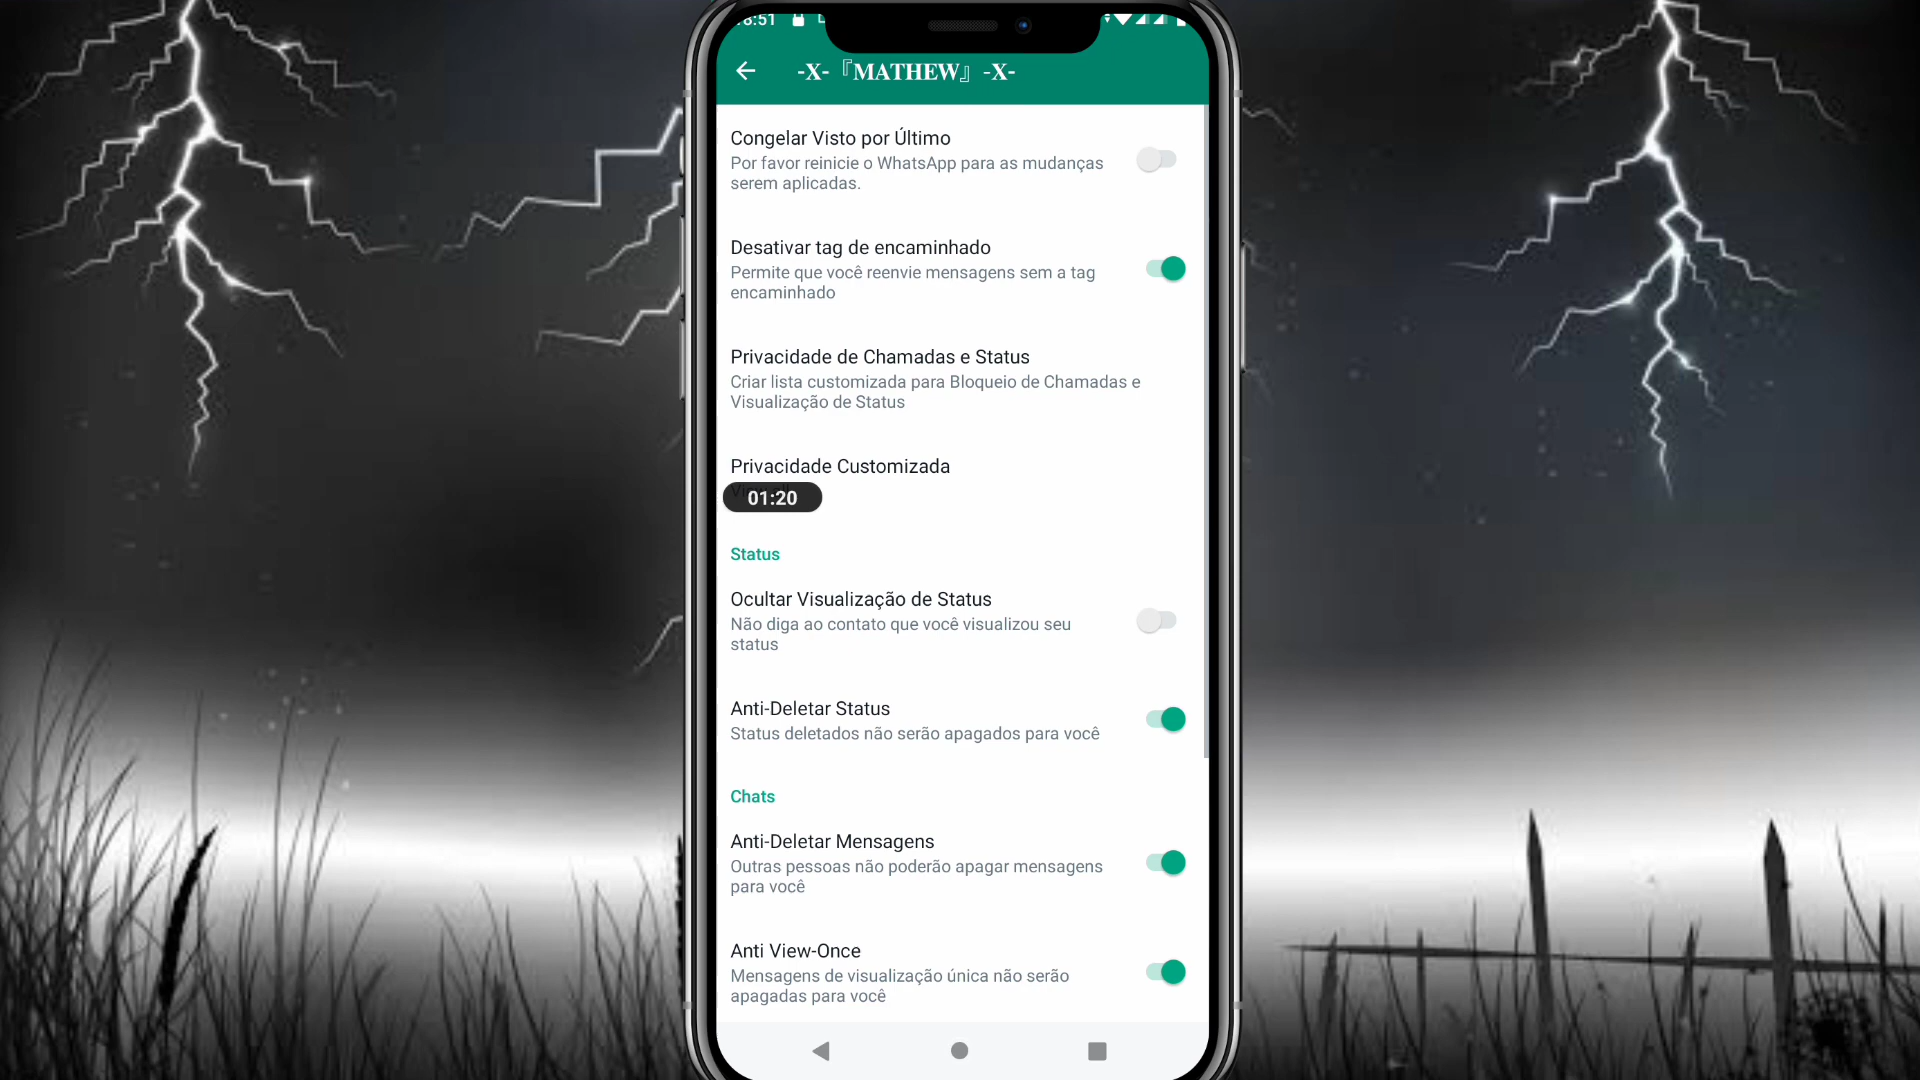 :51
-X-『MATHEW』-X-
Congelar Visto por Último
Por favor reinicie o WhatsApp para as mudanças
serem aplicadas.
Desativar tag de encaminhado
Permite que você reenvie mensagens sem a tag
encaminhado
Privacidade de Chamadas e Status
Criar lista customizada para Bloqueio de Chamadas e
Visualização de Status
Privacidade Customizada
01:20
Status
Ocultar Visualização de Status
Não diga ao contato que você visualizou seu
status
Anti-Deletar Status
Status deletados não serão apagados para você
Chats
Anti-Deletar Mensagens
Outras pessoas não poderão apagar mensagens
para você
Anti View-Once
Mensagens de visualização única não serão
apagadas para você